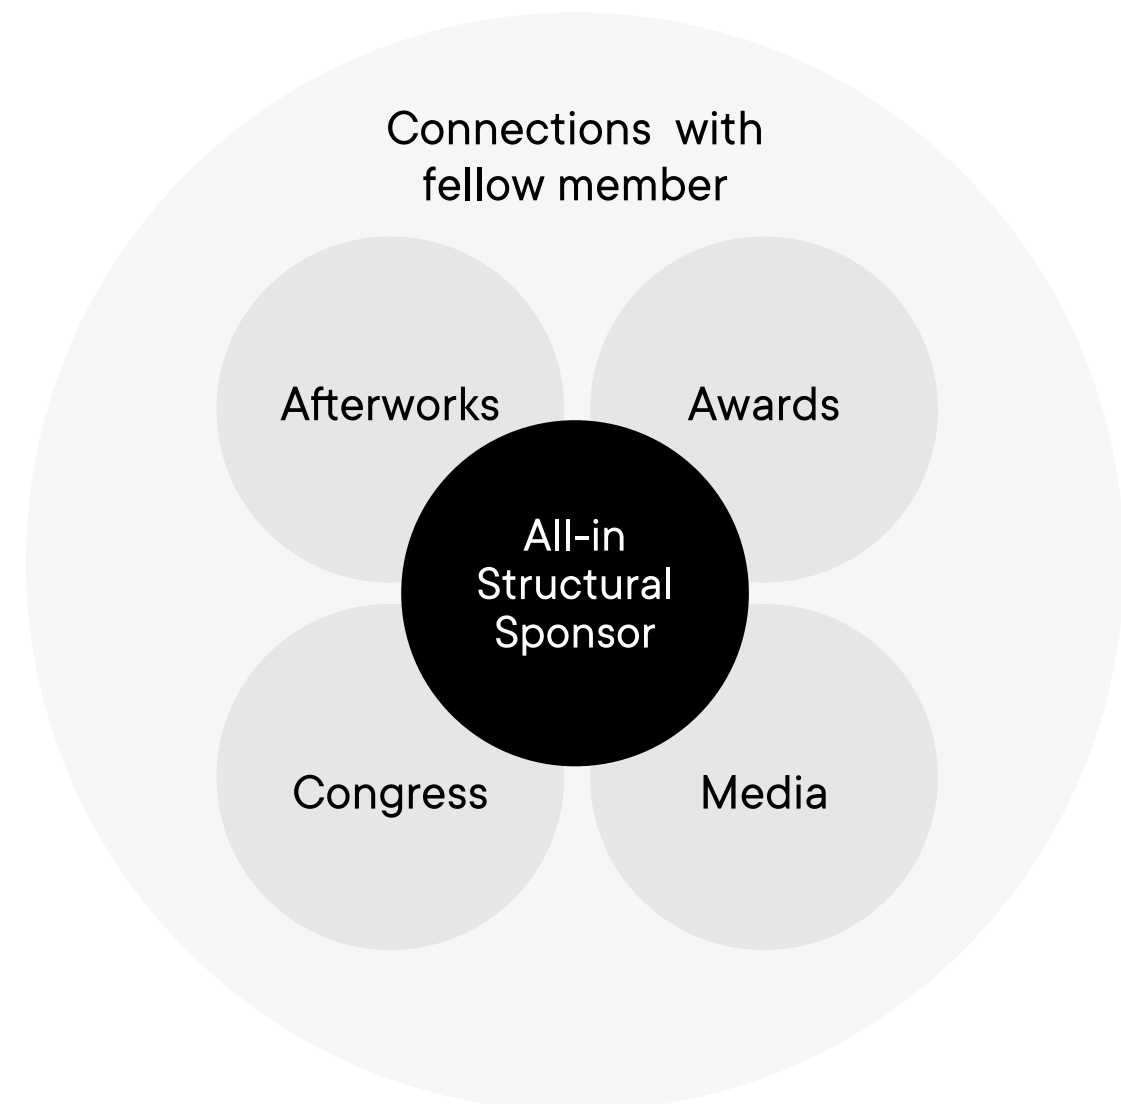 Connections with
fellow member
Afterworks
Awards
All-in
Structural
Sponsor
Congress
Media